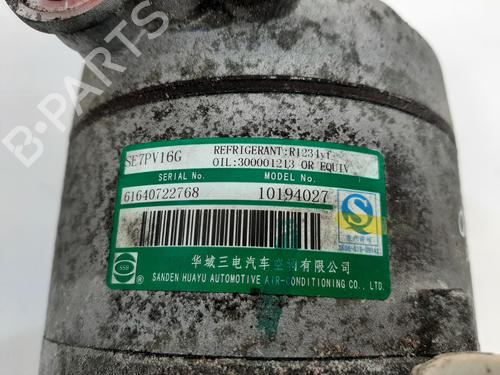 SE7PV16G
REFRIGERANT:R1234yf
OIL:300001213 OR EQUIV
SERIAL No.
MODEL No.
61640722768
10194027
SSB
华域三电汽车空调有限公司
SANDEN HUAYU AUTOMOTIVE AIR-CONDITIONING CO., LTD.